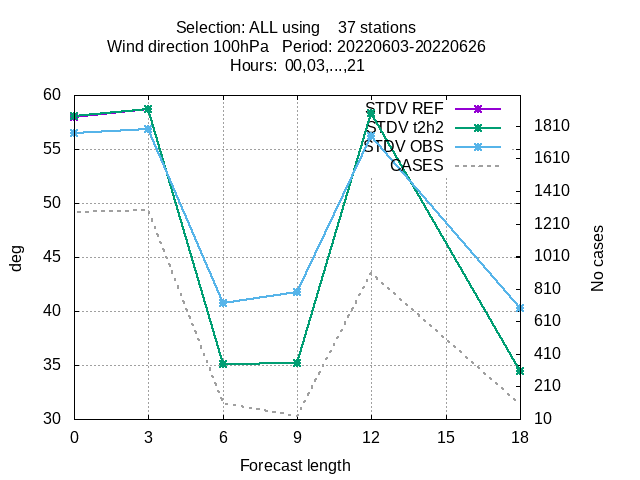 Selection: ALL using    37 stations
Wind direction 100hPa   Period: 20220603-20220626
Hours:  00,03,...,21
STDV REF
STDV t2h2
STDV OBS
CASES
60
55
50
45
40
35
30
1810
1610
1410
1210
1010
810
610
410
210
10
0 3 6 9 12 15 18
deg
No cases
Forecast length